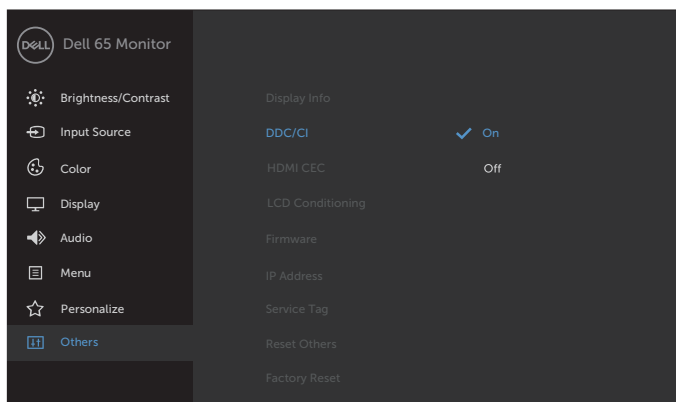 DELL Dell 65 Monitor
Brightness/Contrast
Display Info
Input Source
DDC/CI On
Color
HDMI CEC Off
Display
LCD Conditioning
Audio
Firmware
Menu
IP Address
Personalize
Service Tag
Others
Reset Others
Factory Reset